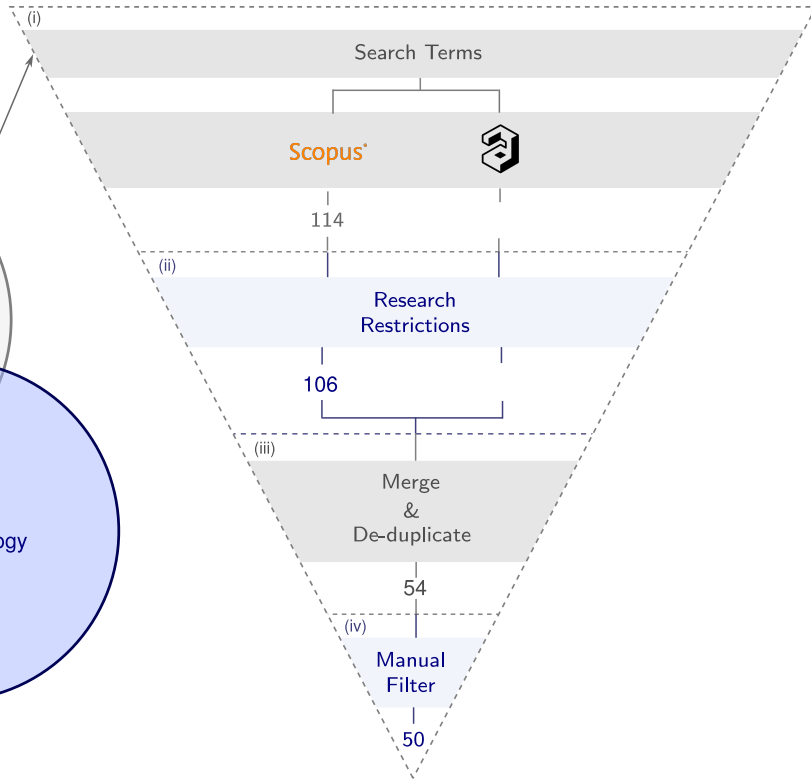 (i)
Search Terms
Scopus
114
(ii)
Research
Restrictions
106
(iii)
Merge
&
De-duplicate
ogy
54
(iv)
Manual
Filter
50